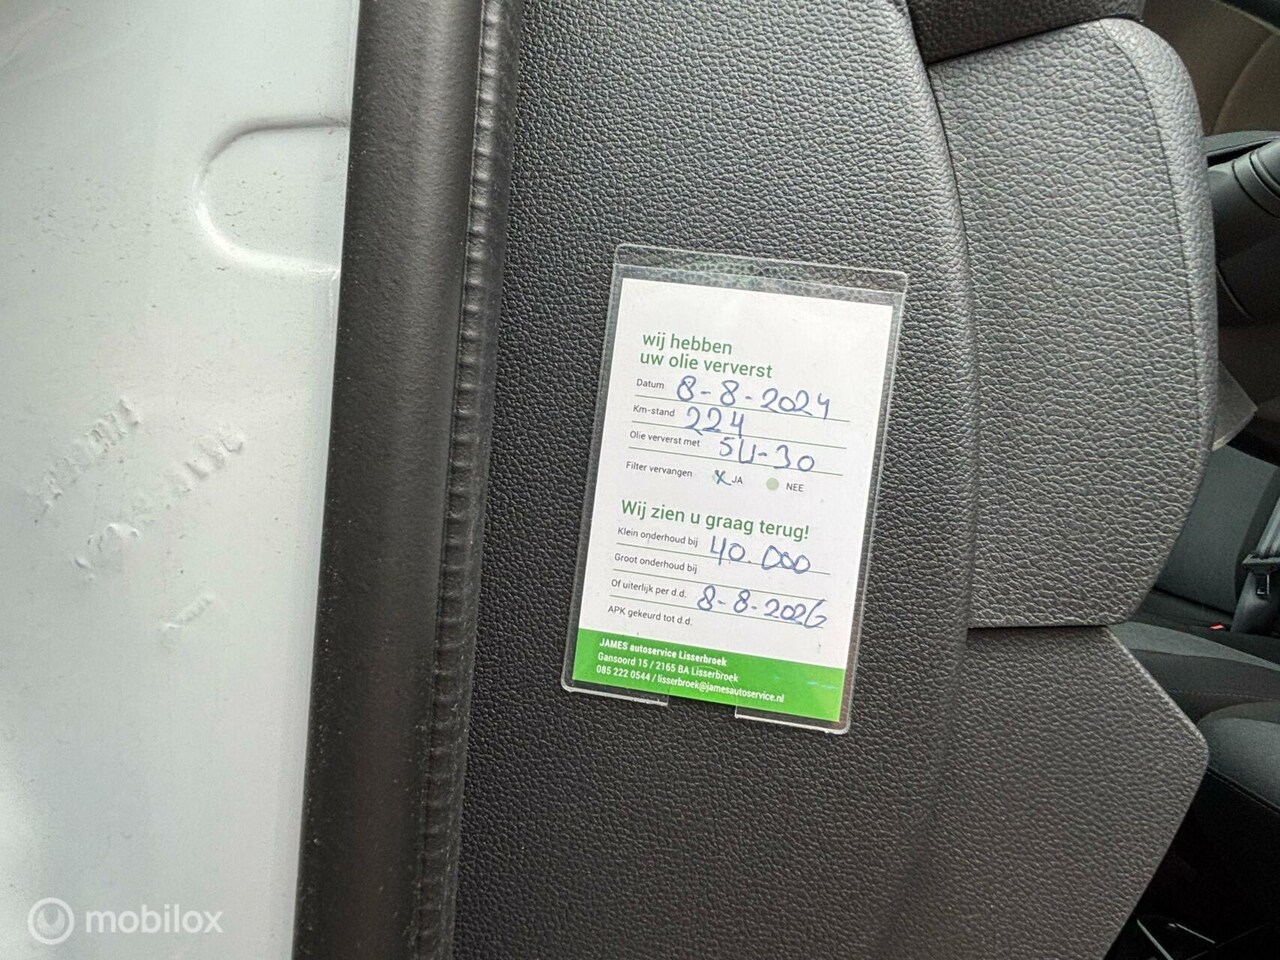 wij hebben
uw olie ververst
Datum 8-8-2024
Km-stand 224
Olie ververst met 5W-30
Filter vervangen X JA NEE
Wij zien u graag terug!
Klein onderhoud bij 40.000
Groot onderhoud bij
Of uiterlijk per d.d. 8-8-2026
APK gekeurd tot d.d.
JAMES autoservice Lisserbroek
Gansoord 15 / 2165 BA Lisserbroek
085 222 0544 / lisserbroek@jamesautoservice.nl
mobilox